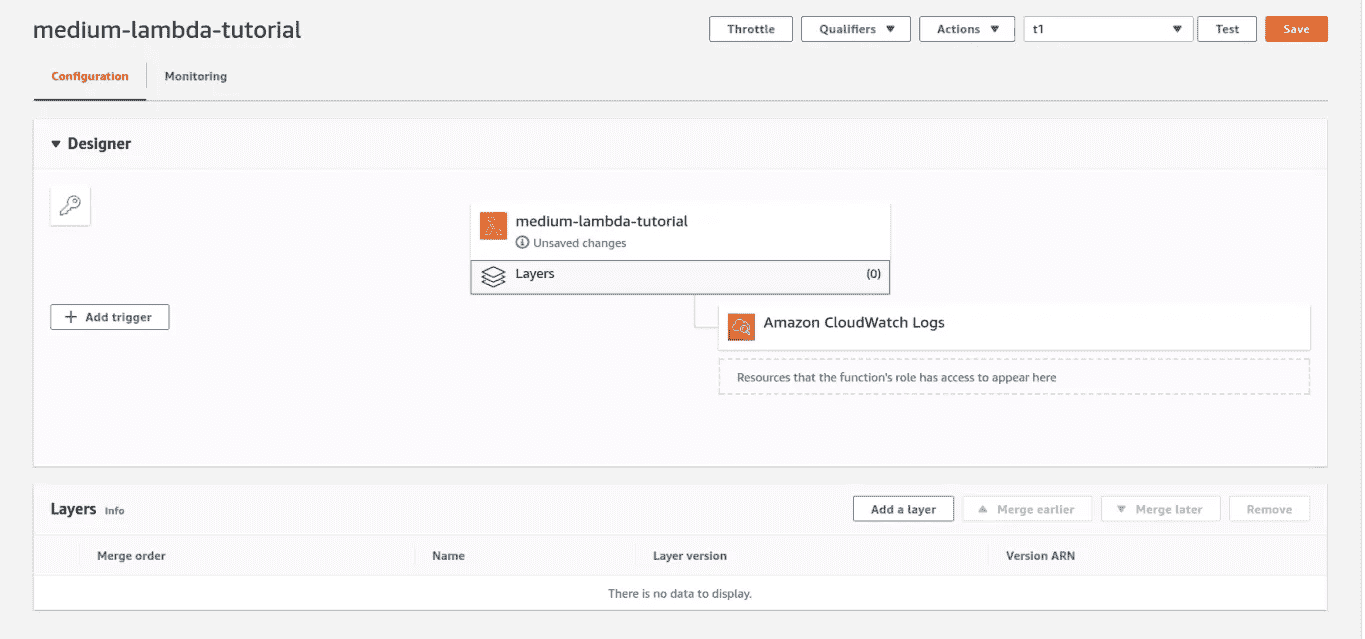 medium-lambda-tutorial
Throttle Qualifiers Actions t1 Test Save
Configuration Monitoring
Designer
medium-lambda-tutorial
Unsaved changes
Layers (0)
Add trigger
Amazon CloudWatch Logs
Resources that the function's role has access to appear here
Layers Info
Add a layer Merge earlier Merge later Remove
Merge order Name Layer version Version ARN
There is no data to display.